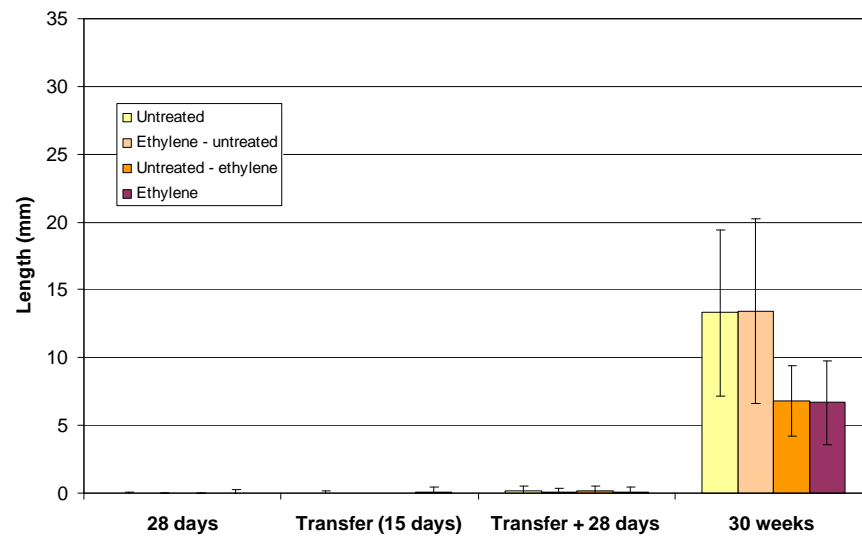 35
30
25
20
15
10
5
0
Length (mm)
Untreated
Ethylene - untreated
Untreated - ethylene
Ethylene
28 days
Transfer (15 days)
Transfer + 28 days
30 weeks